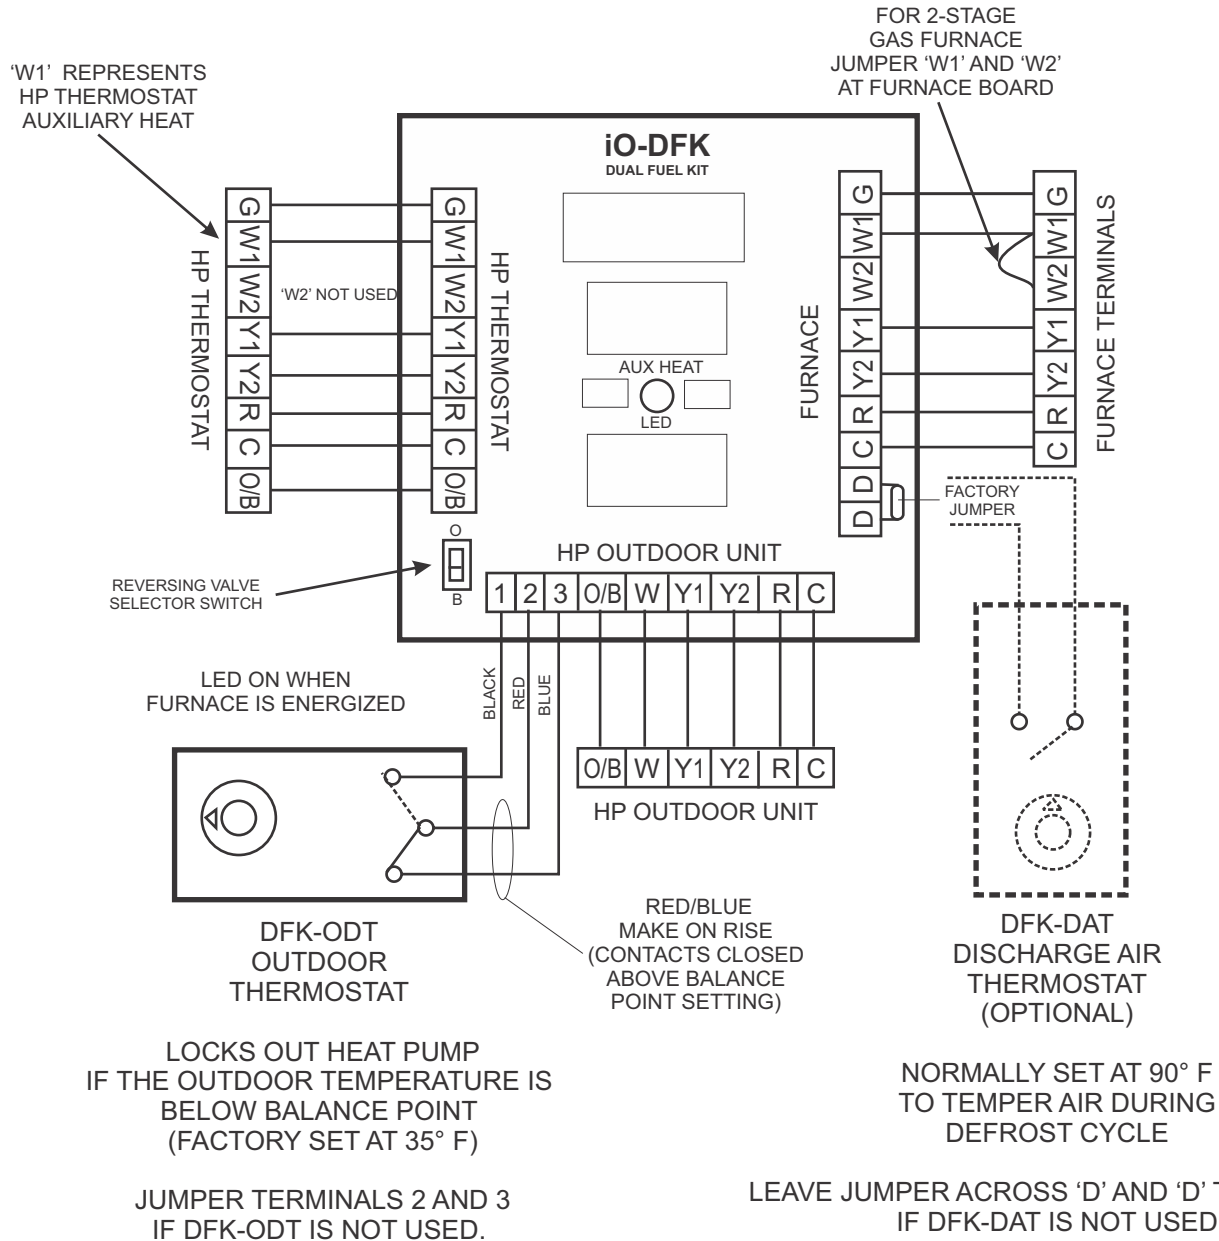 FOR 2-STAGE
GAS FURNACE
JUMPER ‘W1’ AND ‘W2’
AT FURNACE BOARD
‘W1’ REPRESENTS
HP THERMOSTAT
AUXILIARY HEAT
iO-DFK
DUAL FUEL KIT
HP THERMOSTAT
G
W1
W2
Y1
Y2
R
C
O/B
‘W2’ NOT USED
G
W1
W2
Y1
Y2
R
C
O/B
HP THERMOSTAT
AUX HEAT
LED
FURNACE
G
W1
W2
Y1
Y2
R
C
D
D
G
W1
W2
Y1
Y2
R
C
FURNACE TERMINALS
FACTORY
JUMPER
O
B
REVERSING VALVE
SELECTOR SWITCH
HP OUTDOOR UNIT
1 2 3 O/B W Y1 Y2 R C
BLACK
RED
BLUE
LED ON WHEN
FURNACE IS ENERGIZED
O/B W Y1 Y2 R C
HP OUTDOOR UNIT
DFK-ODT
OUTDOOR
THERMOSTAT
RED/BLUE
MAKE ON RISE
(CONTACTS CLOSED
ABOVE BALANCE
POINT SETTING)
DFK-DAT
DISCHARGE AIR
THERMOSTAT
(OPTIONAL)
LOCKS OUT HEAT PUMP
IF THE OUTDOOR TEMPERATURE IS
BELOW BALANCE POINT
(FACTORY SET AT 35° F)
JUMPER TERMINALS 2 AND 3
IF DFK-ODT IS NOT USED.
NORMALLY SET AT 90° F
TO TEMPER AIR DURING
DEFROST CYCLE
LEAVE JUMPER ACROSS ‘D’ AND ‘D’
IF DFK-DAT IS NOT USED